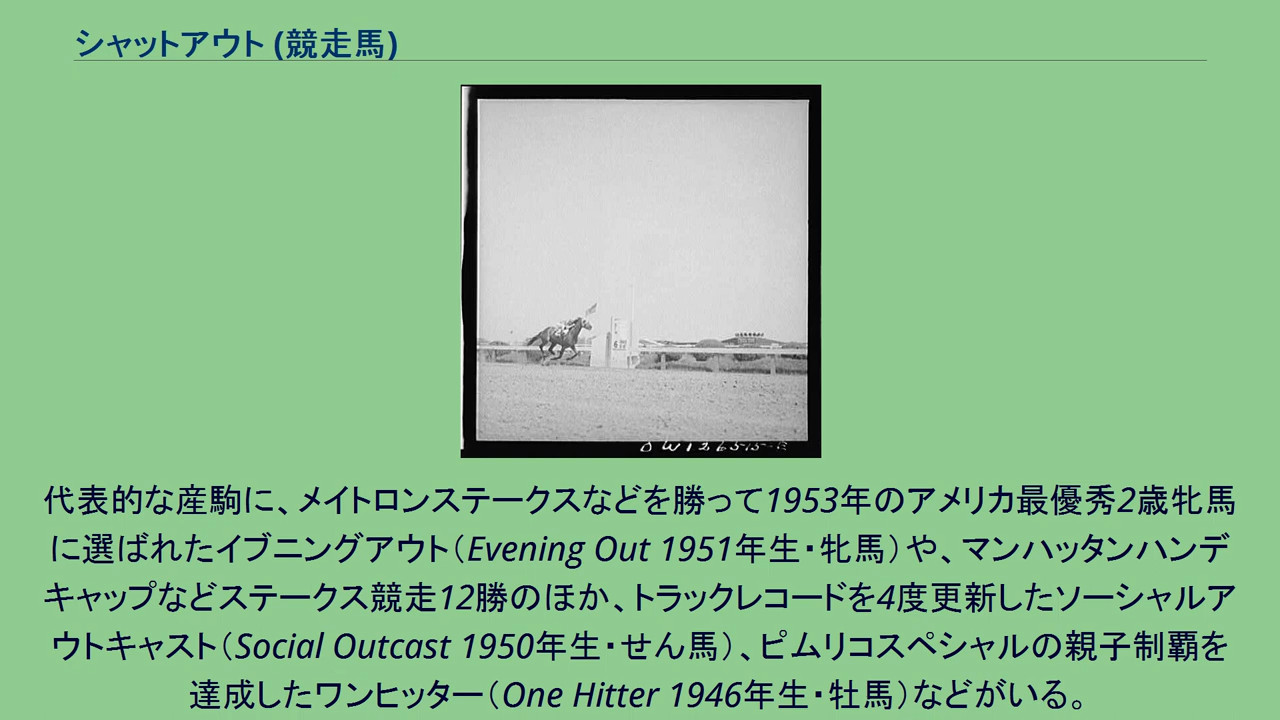 シャットアウト (競走馬)
代表的な産駒に、メイトロンステークスなどを勝って1953年のアメリカ最優秀2歳牝馬
に選ばれたイブニングアウト（Evening Out 1951年生・牝馬）や、マンハッタンハンデ
キャップなどステークス競走12勝のほか、トラックレコードを4度更新したソーシャルア
ウトキャスト（Social Outcast 1950年生・せん馬）、ピムリコスペシャルの親子制覇を
達成したワンヒッター（One Hitter 1946年生・牡馬）などがいる。